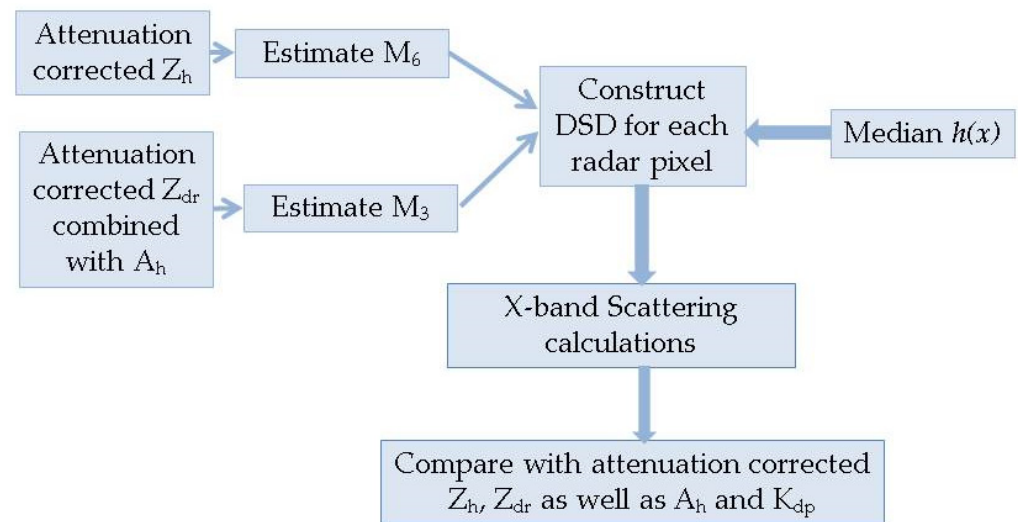 Attenuation
corrected Zh
Estimate M6
Attenuation
corrected Zdr
combined
with Ah
Estimate M3
Construct
DSD for each
radar pixel
Median h(x)
X-band Scattering
calculations
Compare with attenuation corrected
Zh, Zdr as well as Ah and Kdp